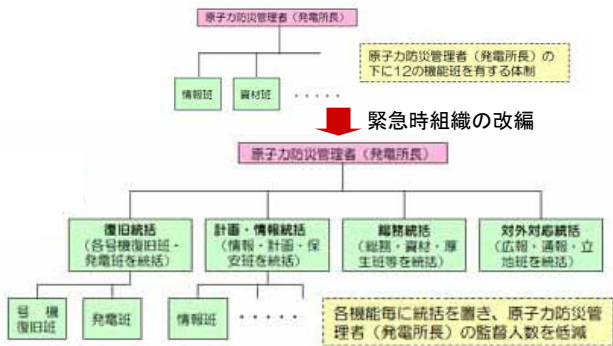 原子力防災管理者（発電所長）
原子力防災管理者（発電所長）の
下に12の機能班を有する体制
情報班
資材班
・・・・・
緊急時組織の改編
原子力防災管理者（発電所長）
復旧統括
（各号機復旧班・
発電班を統括）
計画・情報統括
（情報・計画・保
安班を統括）
総務統括
（総務・資材・厚
生班等を統括）
対外対応統括
（広報・通報・立
地班を統括）
号機
復旧班
発電班
情報班
・・・・・
各機能毎に統括を置き、原子力防災管
理者（発電所長）の監督人数を低減